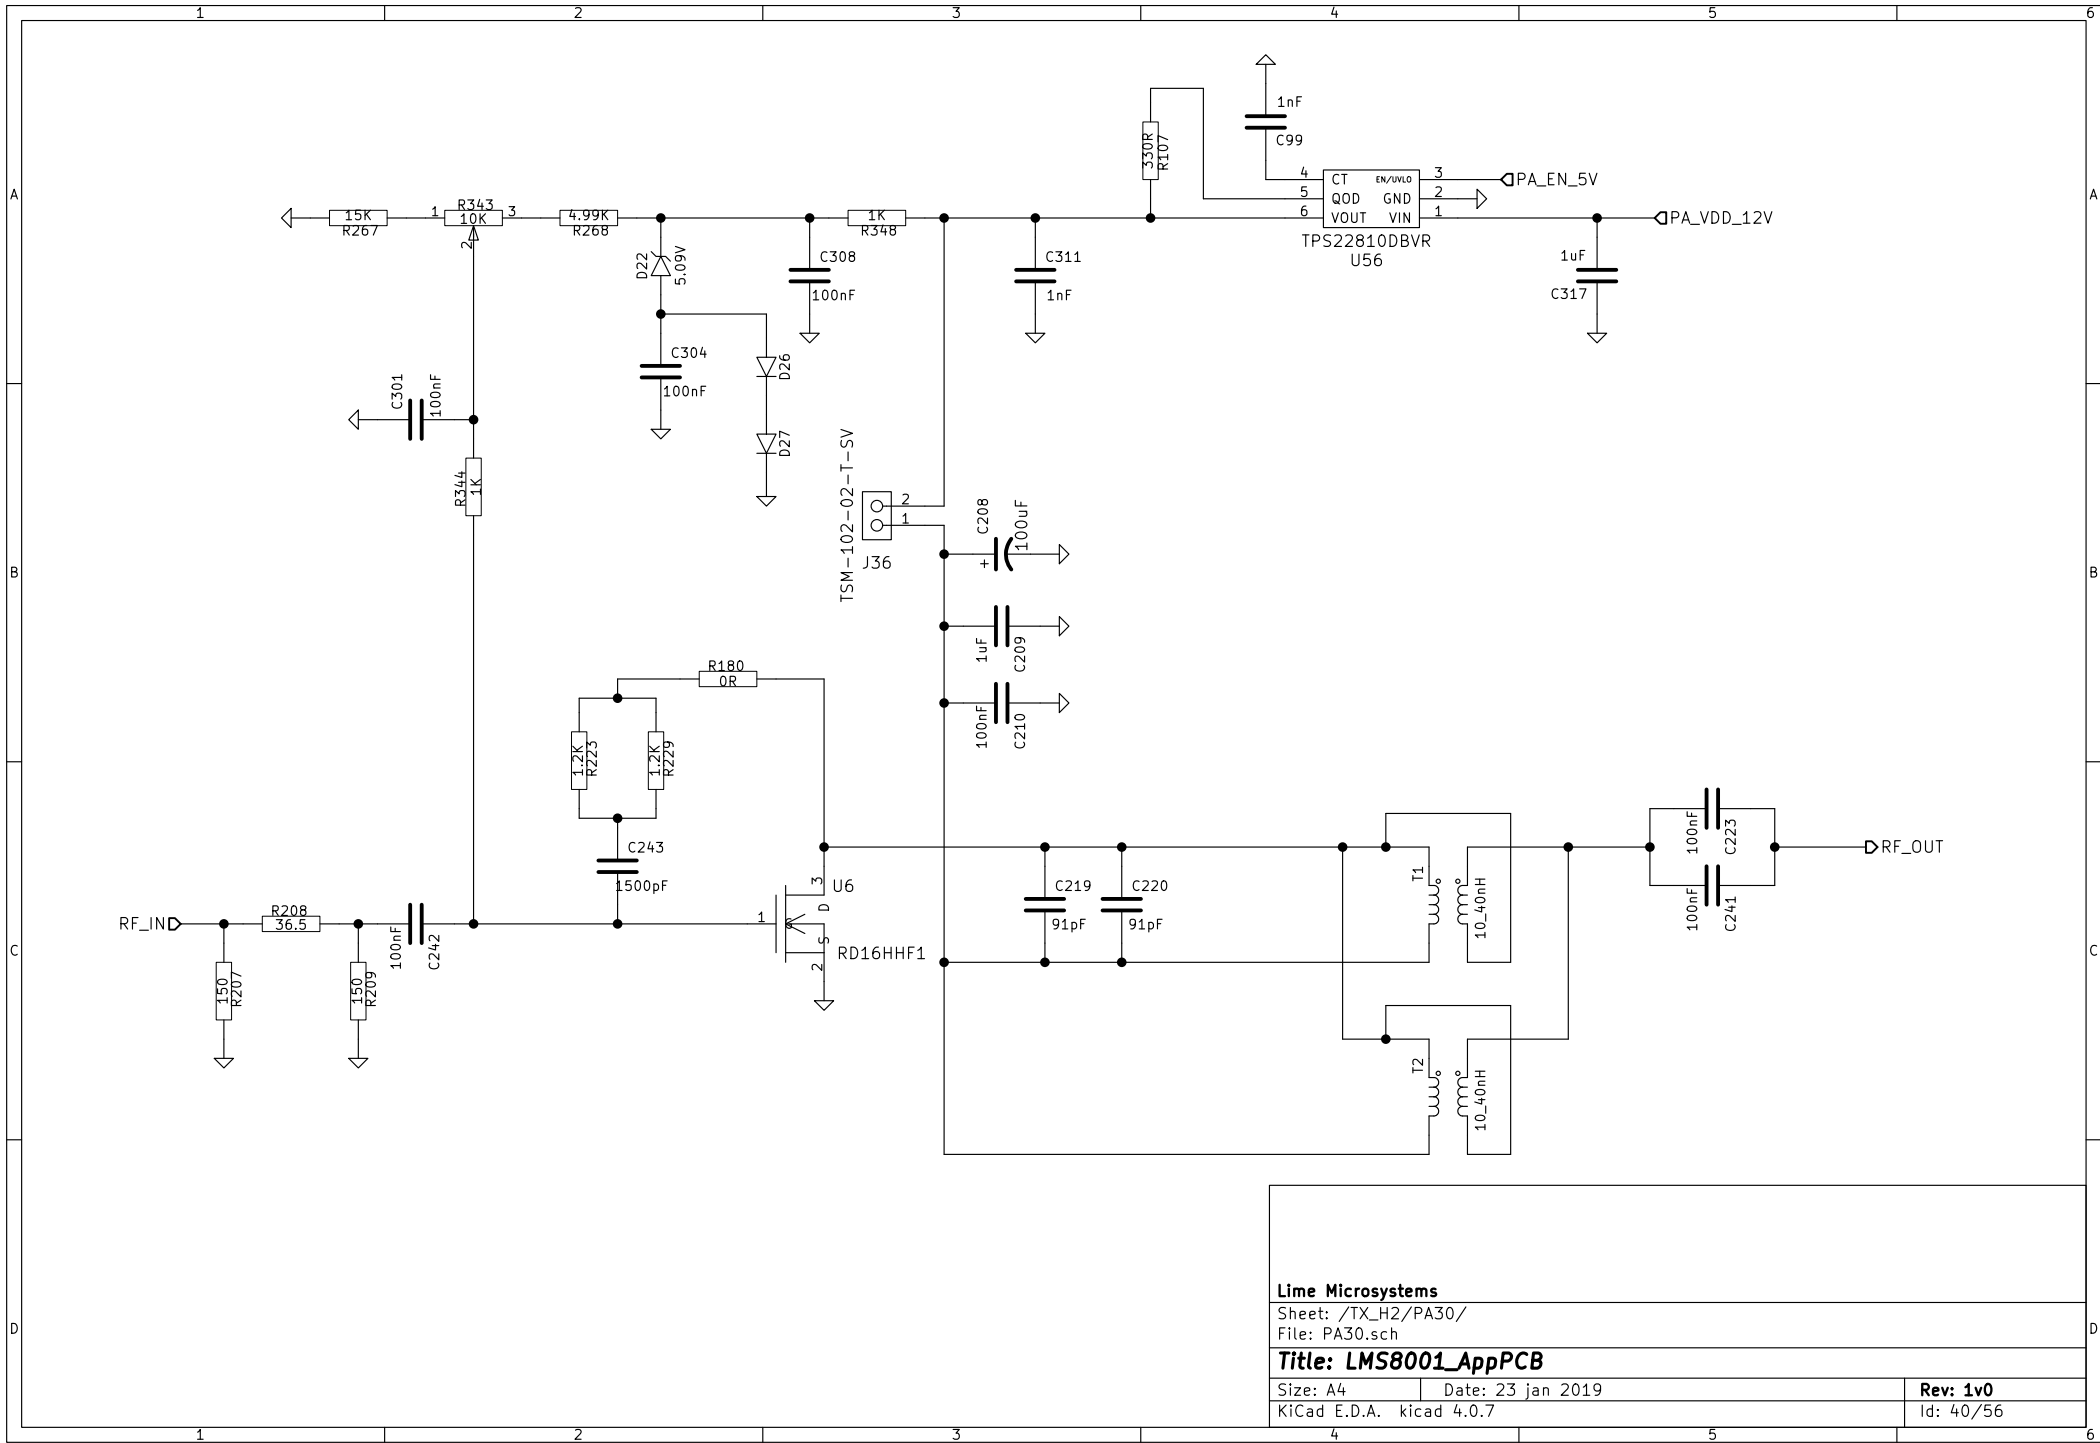 1 2 3 4 5 6
1nF
C99
330R
R107
4 CT EN/UVLO 3 PA_EN_5V
5 QOD GND 2
6 VOUT VIN 1 PA_VDD_12V
TPS22810DBVR
U56
A A
R343
15K 1 10K 3 4.99K 1K
R267 2 R268 R348
D22
5.09V
C308
100nF
C311
1nF
1uF
C317
C304
100nF
D26
D27
C301
100nF
R344
1K
TSM-102-02-T-SV
2
1
J36
C208
100uF
+
B B
1uF
C209
100nF
C210
R180
0R
1.2K
R223
1.2K
R229
C243
1500pF
3
U6
D
1
G
S
2
RD16HHF1
RF_IN
R208
36.5
100nF
C242
150
R207
150
R209
C219
91pF
C220
91pF
T1
10_40nH
T2
10_40nH
100nF
C223
100nF
C241
RF_OUT
C C
Lime Microsystems
Sheet: /TX_H2/PA30/
File: PA30.sch
D D
Title: LMS8001_AppPCB
Size: A4 Date: 23 jan 2019 Rev: 1v0
KiCad E.D.A. kicad 4.0.7 Id: 40/56
1 2 3 4 5 6